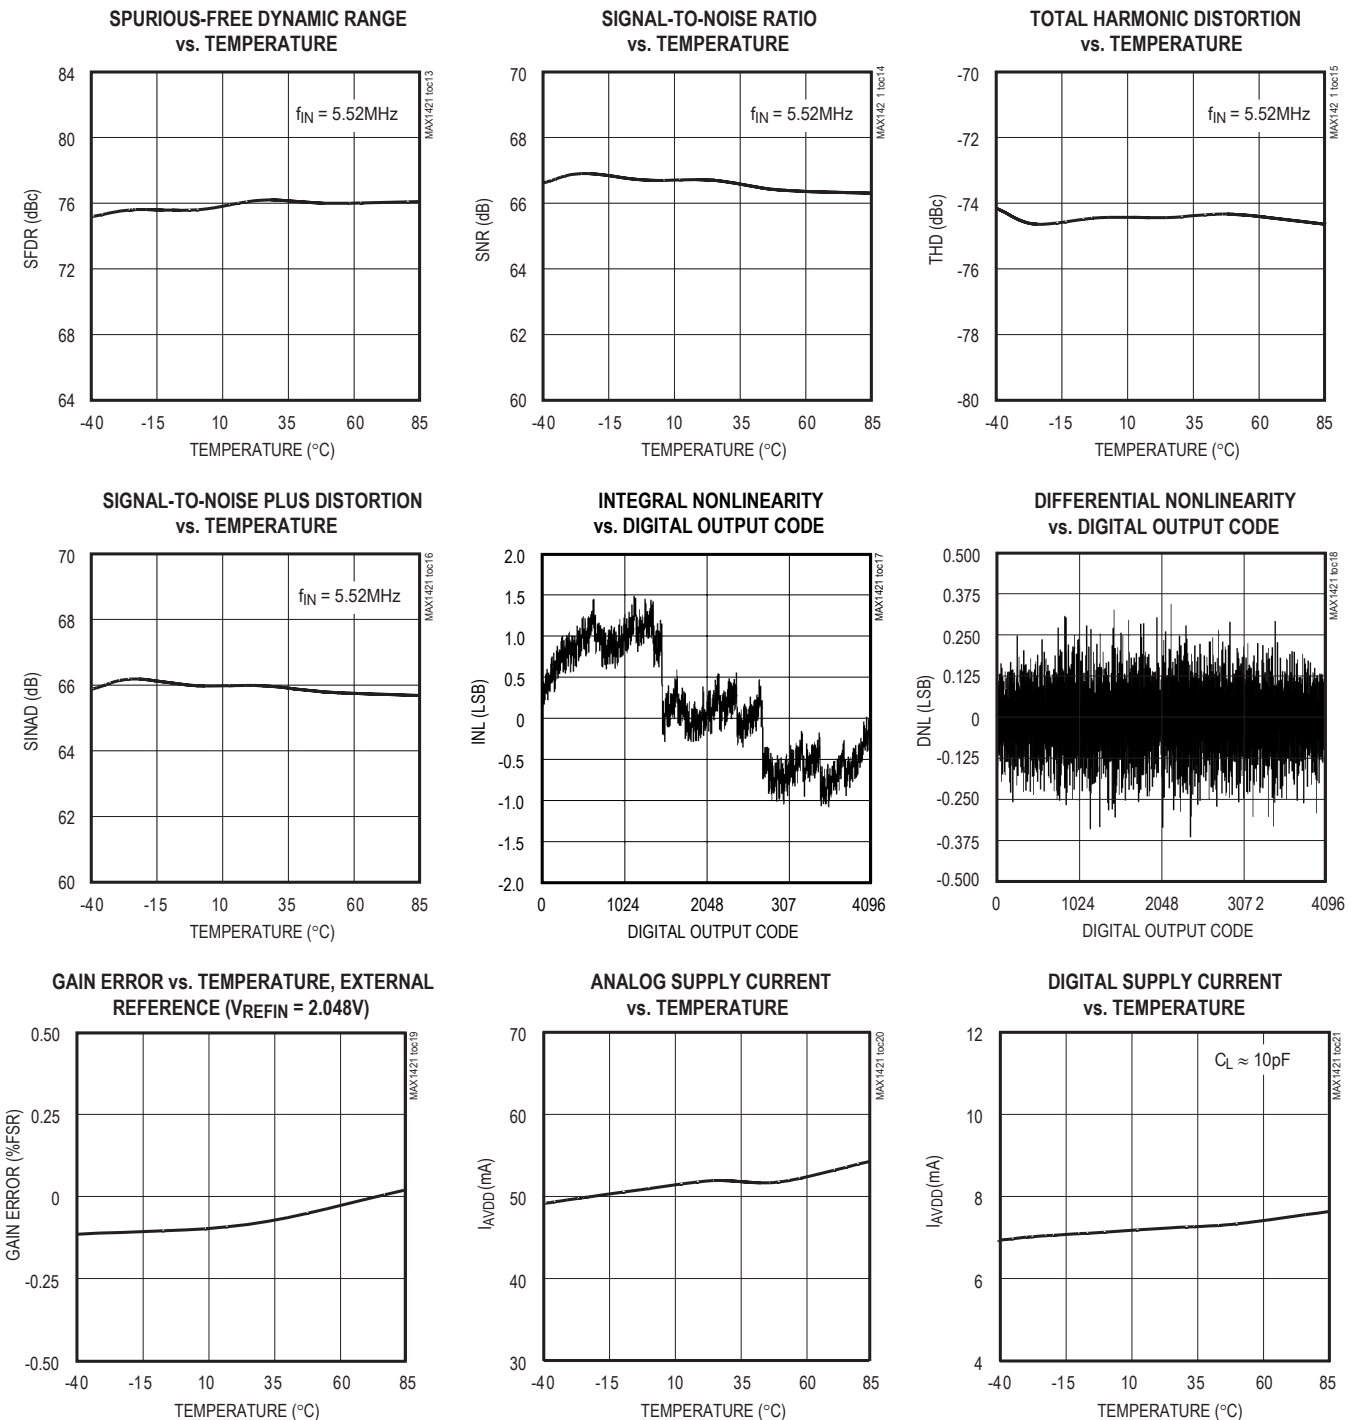 SPURIOUS-FREE DYNAMIC RANGE
vs. TEMPERATURE
84
80
76
72
68
64
SFDR (dBc)
fIN = 5.52MHz
MAX1421 toc13
-40 -15 10 35 60 85
TEMPERATURE (°C)
SIGNAL-TO-NOISE RATIO
vs. TEMPERATURE
70
68
66
64
62
60
SNR (dB)
fIN = 5.52MHz
MAX142 1 toc14
-40 -15 10 35 60 85
TEMPERATURE (°C)
TOTAL HARMONIC DISTORTION
vs. TEMPERATURE
-70
-72
-74
-76
-78
-80
THD (dBc)
fIN = 5.52MHz
MAX142 1 toc15
-40 -15 10 35 60 85
TEMPERATURE (°C)
SIGNAL-TO-NOISE PLUS DISTORTION
vs. TEMPERATURE
70
68
66
64
62
60
SINAD (dB)
fIN = 5.52MHz
MAX1421 toc16
-40 -15 10 35 60 85
TEMPERATURE (°C)
INTEGRAL NONLINEARITY
vs. DIGITAL OUTPUT CODE
2.0
1.5
1.0
0.5
0
-0.5
-1.0
-1.5
-2.0
INL (LSB)
MAX1421 toc17
0 1024 2048 307 4096
DIGITAL OUTPUT CODE
DIFFERENTIAL NONLINEARITY
vs. DIGITAL OUTPUT CODE
0.500
0.375
0.250
0.125
0
-0.125
-0.250
-0.375
-0.500
DNL (LSB)
MAX1421 toc18
0 1024 2048 307 2 4096
DIGITAL OUTPUT CODE
GAIN ERROR vs. TEMPERATURE, EXTERNAL
REFERENCE (VREFIN = 2.048V)
0.50
0.25
0
-0.25
-0.50
GAIN ERROR (%FSR)
MAX1421 toc19
-40 -15 10 35 60 85
TEMPERATURE (°C)
ANALOG SUPPLY CURRENT
vs. TEMPERATURE
70
60
50
40
30
IAVDD (mA)
MAX1421 toc20
-40 -15 10 35 60 85
TEMPERATURE (°C)
DIGITAL SUPPLY CURRENT
vs. TEMPERATURE
12
10
8
6
4
IAVDD (mA)
CL ≈ 10pF
MAX1421 toc21
-40 -15 10 35 60 85
TEMPERATURE (°C)